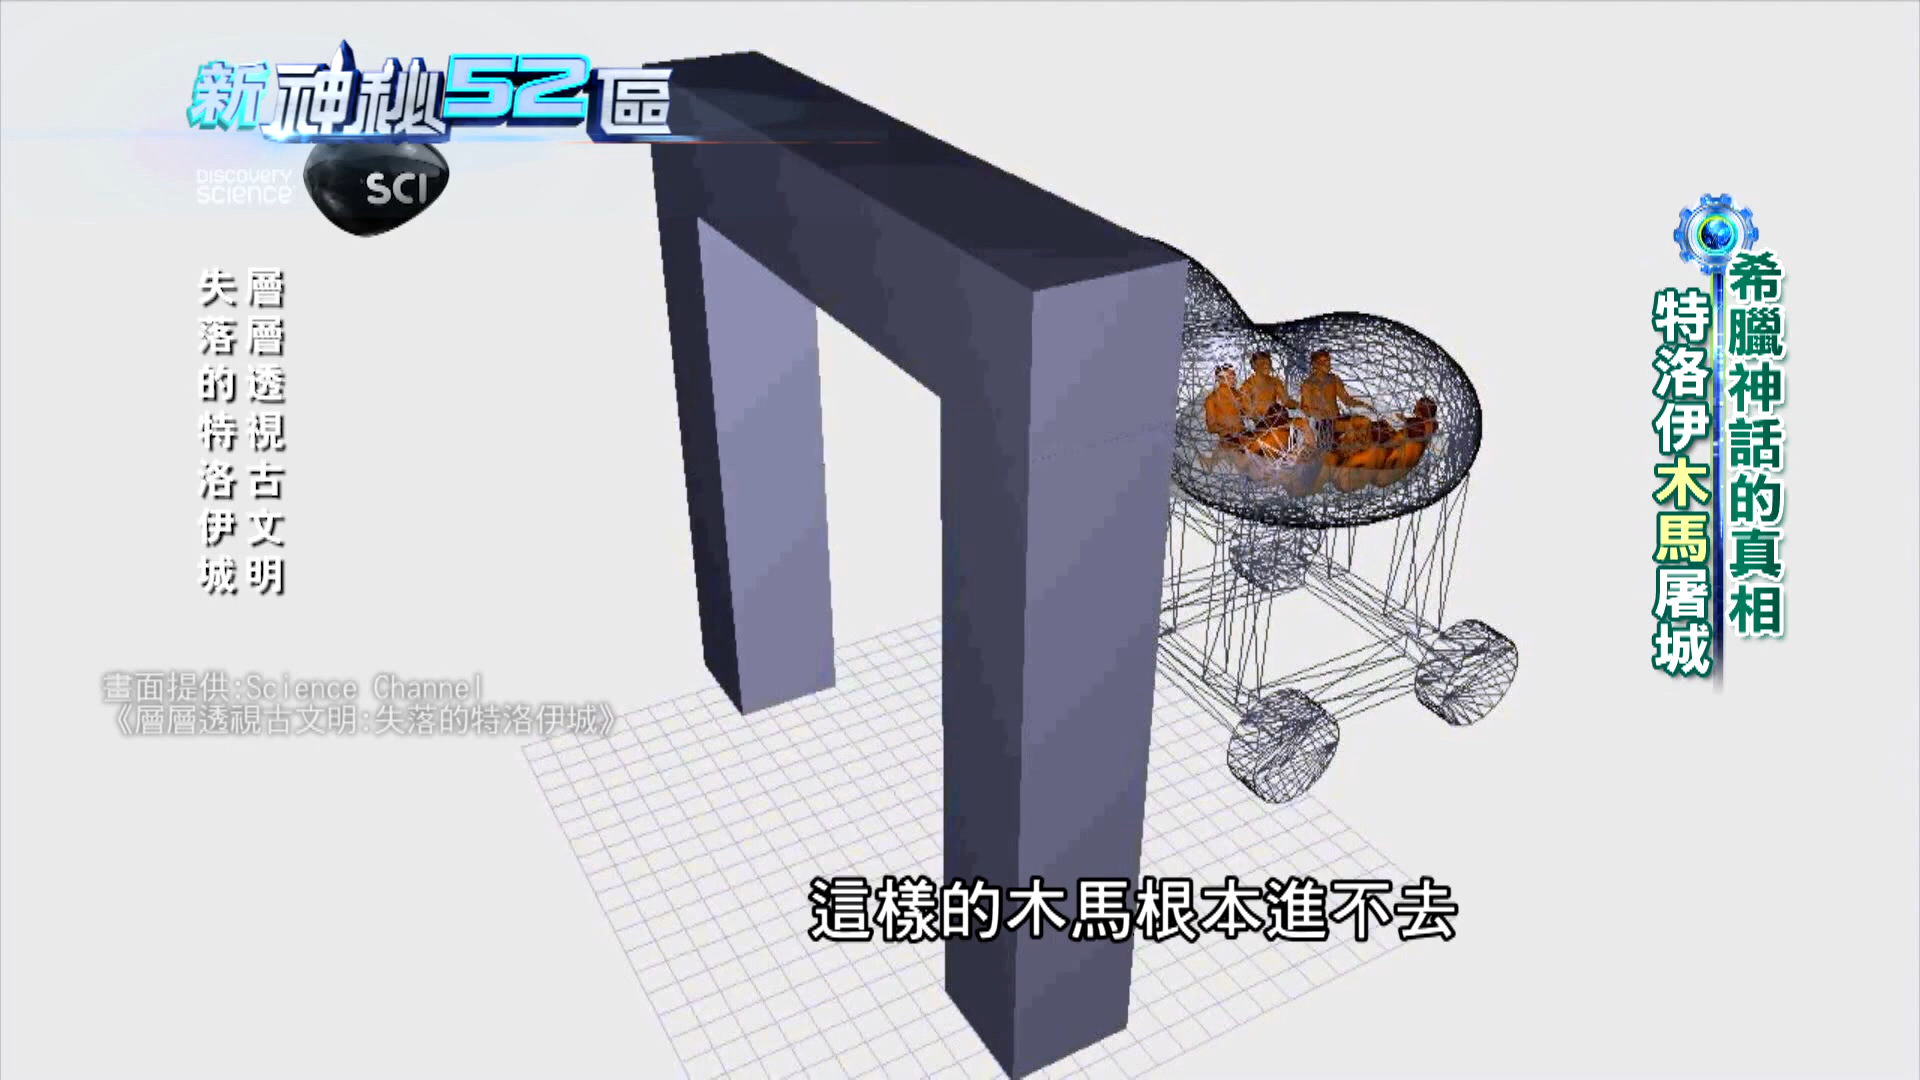 新神秘52區
DISCOVERY
SCIENCE
SCI
層層透視古文明
失落的特洛伊城
希臘神話的真相
特洛伊木馬屠城
畫面提供:Science Channel
《層層透視古文明:失落的特洛伊城》
這樣的木馬根本進不去